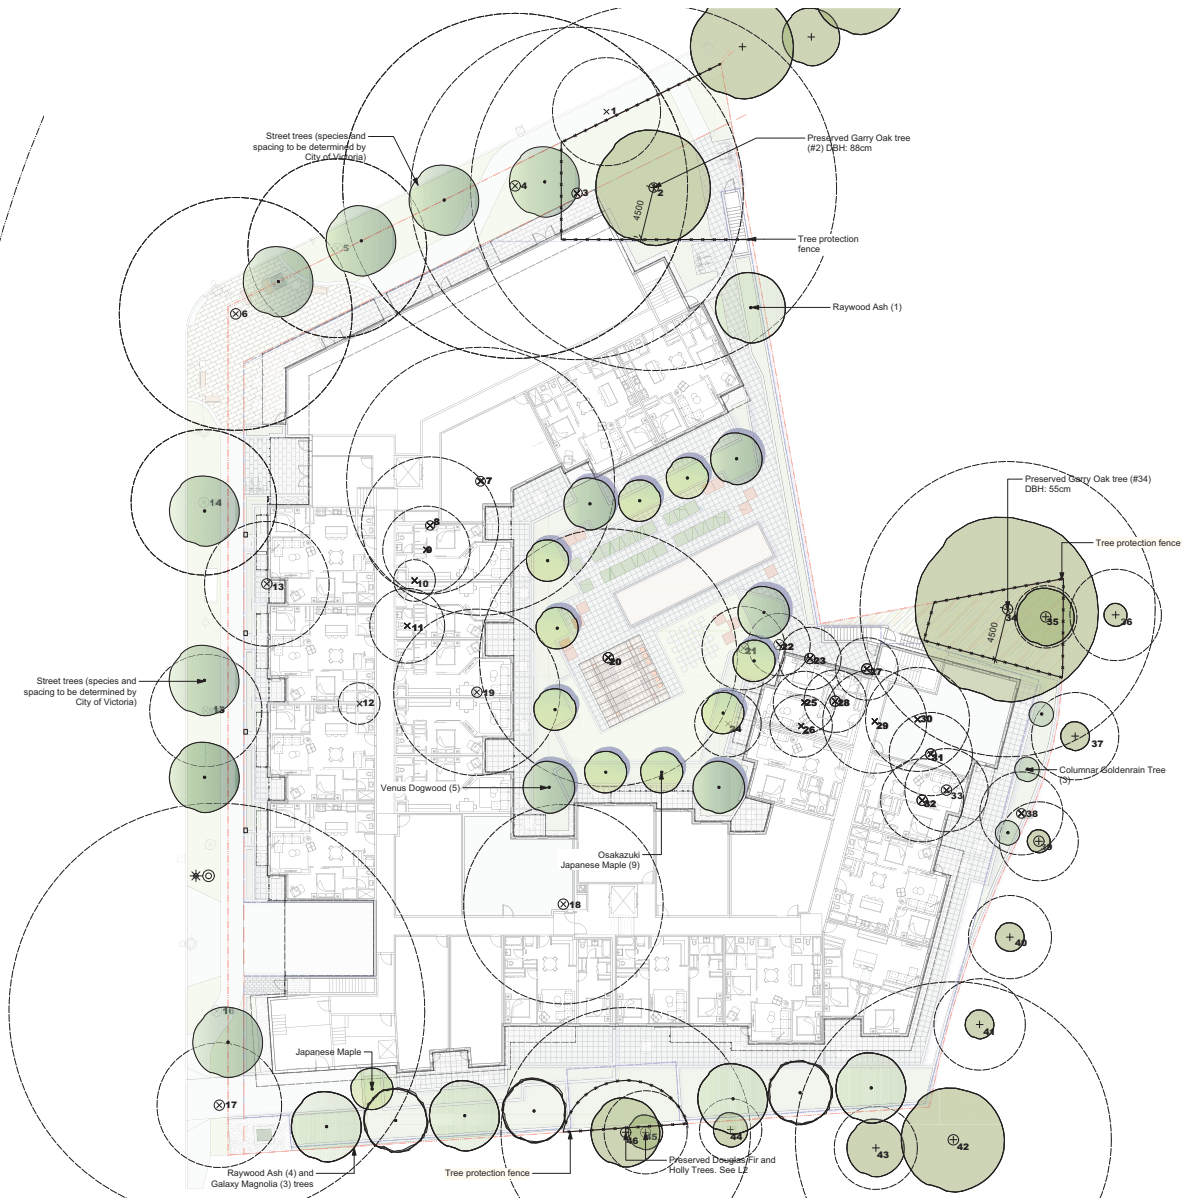 1
Street trees (species and
spacing to be determined by
City of Victoria)
Preserved Garry Oak tree
(#2) DBH: 88cm
4
3
2
4500
5
Tree protection
fence
6
Raywood Ash (1)
7
8
9
10
11
12
13
14
Preserved Garry Oak tree (#34)
DBH: 55cm
Tree protection fence
34
35
36
4500
20
21
22
23
27
19
25
28
26
24
29
30
31
33
32
37
38
39
Columnar Goldenrain Tree
(3)
Street trees (species and
spacing to be determined by
City of Victoria)
15
Venus Dogwood (5)
Osakazuki
Japanese Maple (9)
18
40
41
16
17
Japanese Maple
Raywood Ash (4) and
Galaxy Magnolia (3) trees
Tree protection fence
46
45
44
Preserved Douglas Fir and
Holly Trees. See L2
43
42